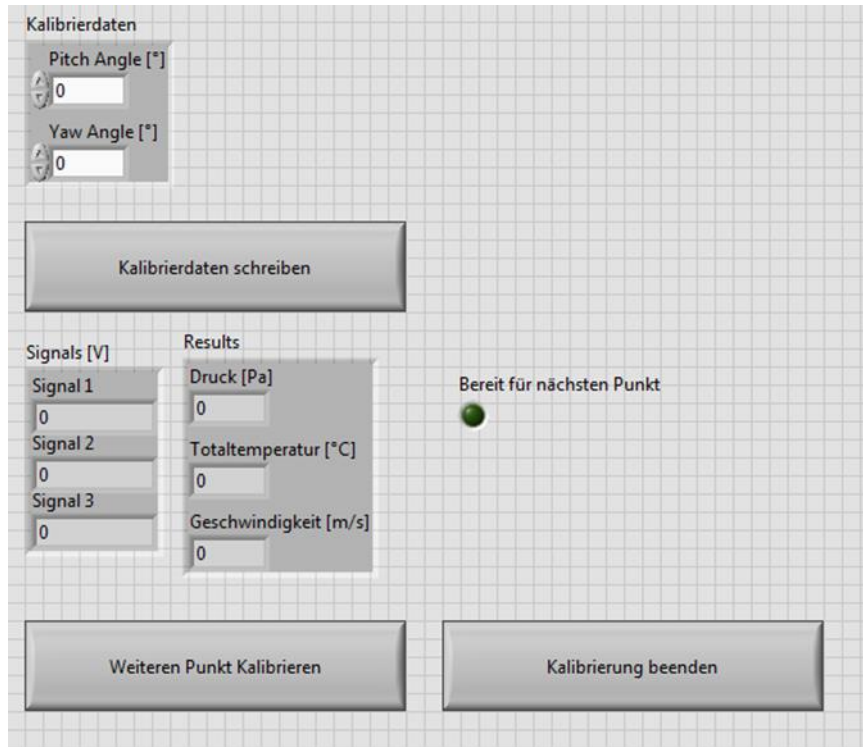 Kalibrierdaten
Pitch Angle [°]
0
Yaw Angle [°]
0
Kalibrierdaten schreiben
Signals [V]
Signal 1
0
Signal 2
0
Signal 3
0
Results
Druck [Pa]
0
Totaltemperatur [°C]
0
Geschwindigkeit [m/s]
0
Bereit für nächsten Punkt
Weiteren Punkt Kalibrieren
Kalibrierung beenden